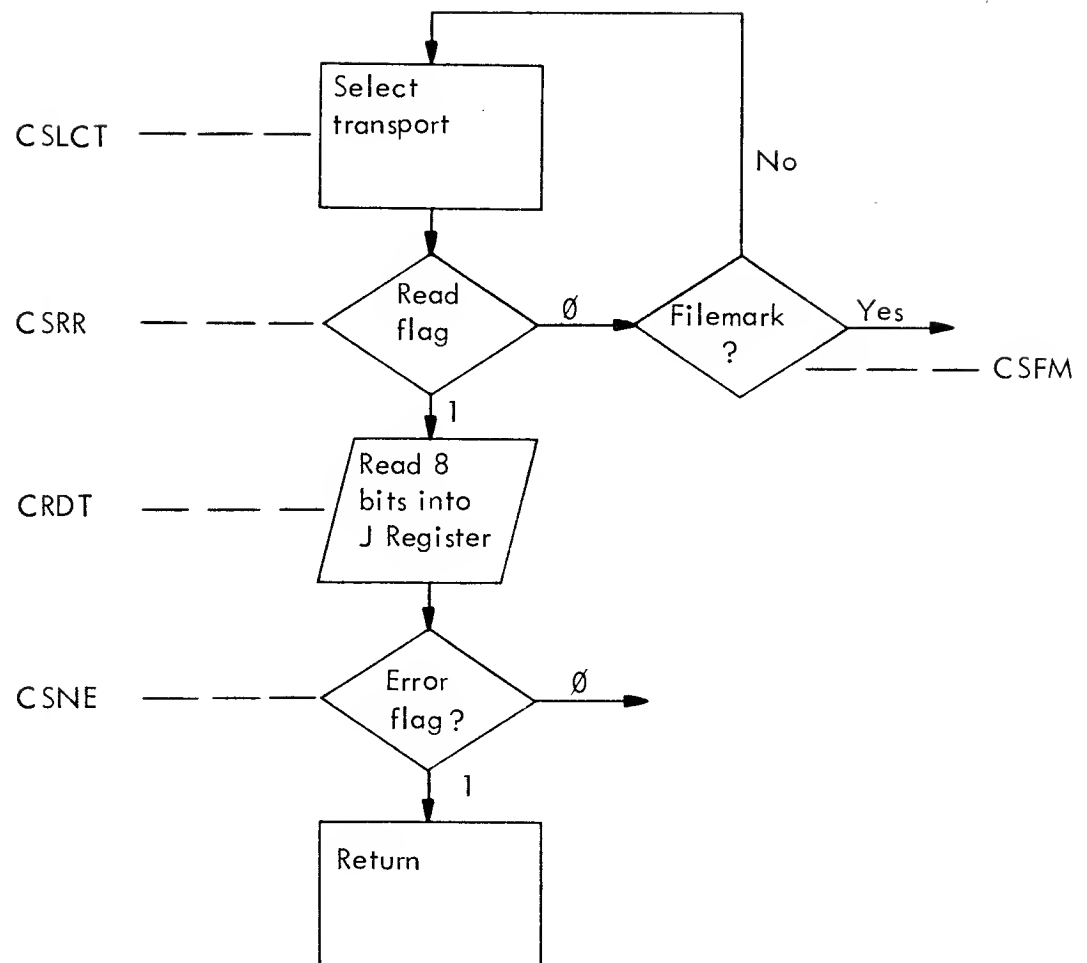 Select
transport
CSLCT
No
Read
flag
Ø
CSRR
Filemark
?
Yes
CSFM
1
Read 8
bits into
J Register
CRDT
Error
flag?
Ø
CSNE
1
Return